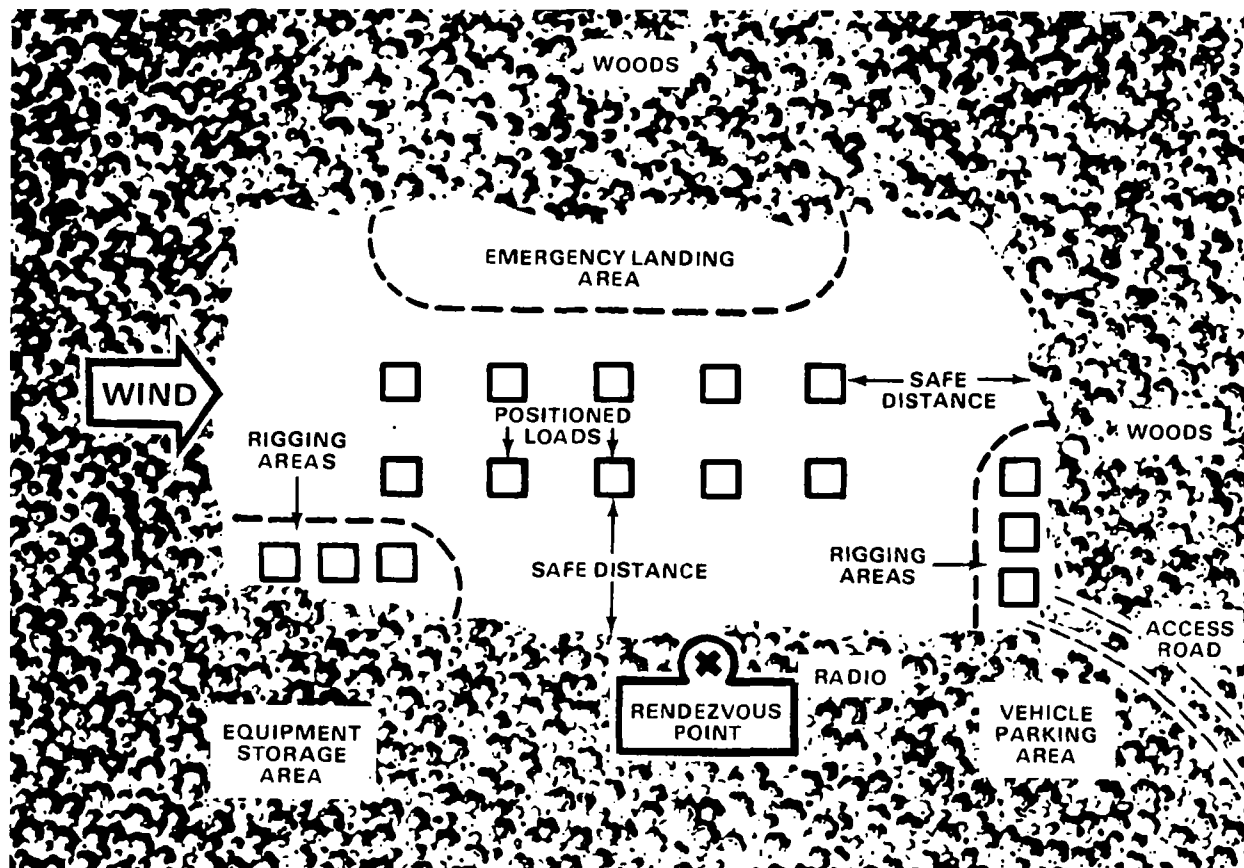 WOODS
EMERGENCY LANDING
AREA
WIND
SAFE
DISTANCE
POSITIONED
LOADS
RIGGING
AREAS
WOODS
RIGGING
AREAS
SAFE DISTANCE
ACCESS
ROAD
RADIO
RENDEZVOUS
POINT
EQUIPMENT
STORAGE
AREA
VEHICLE
PARKING
AREA